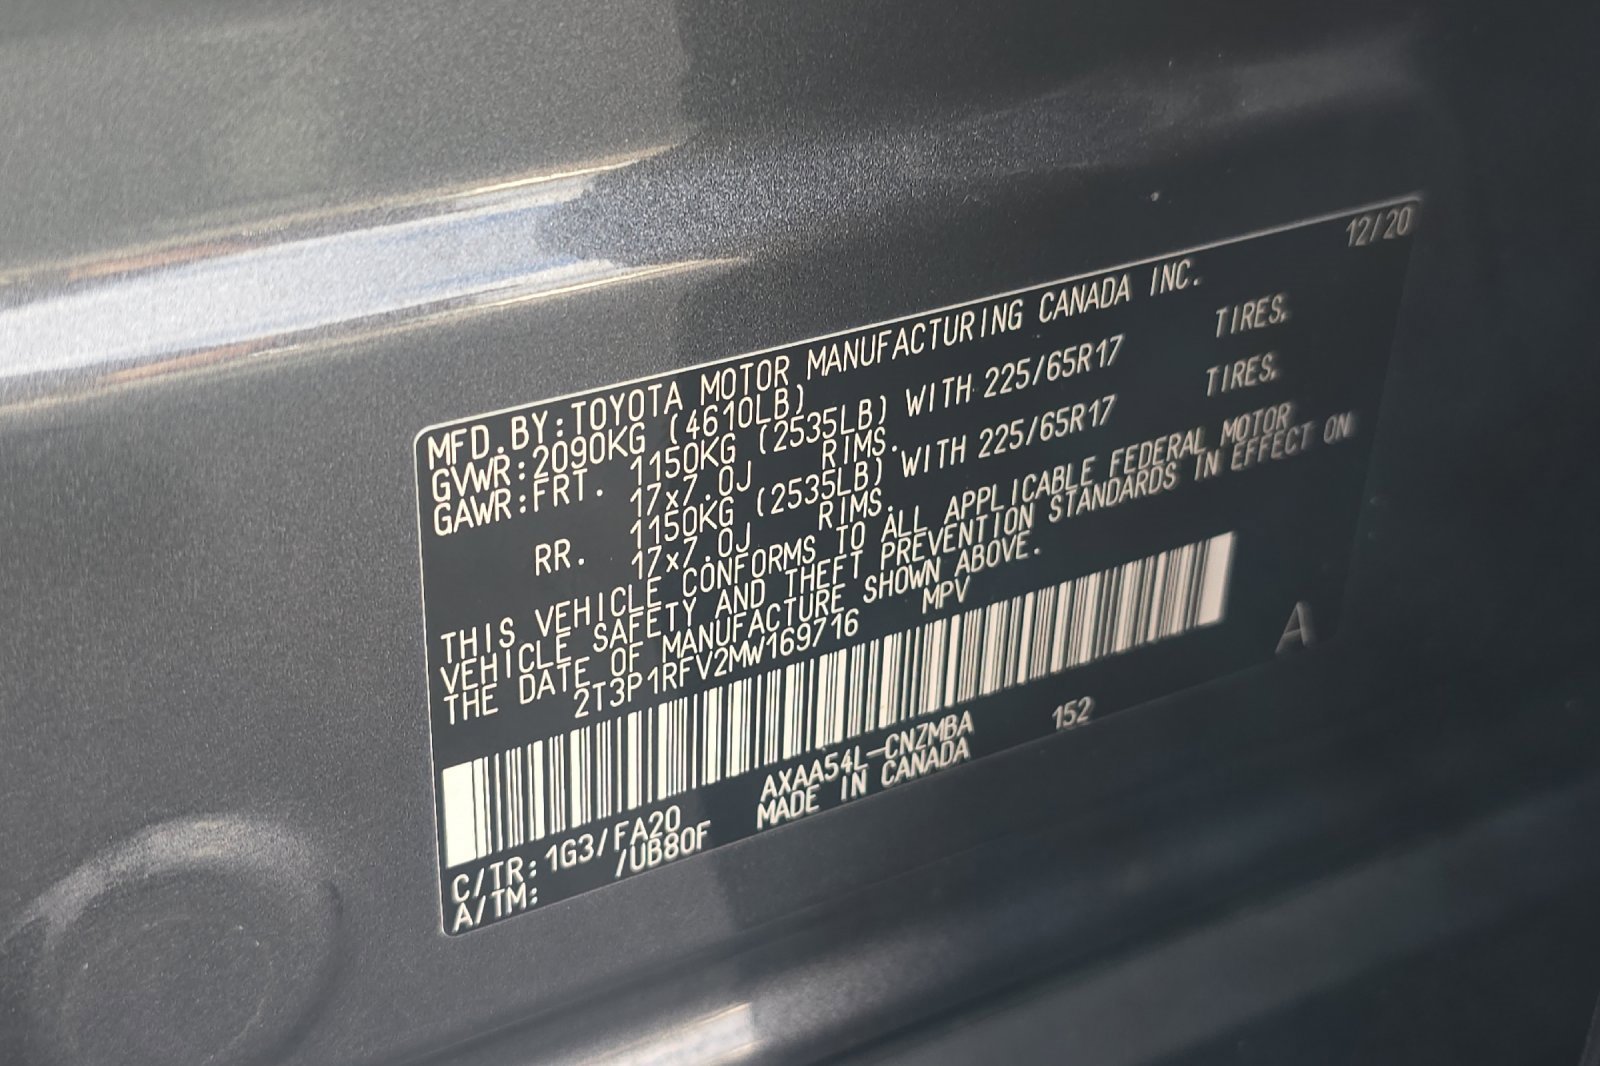 12/20
MFD.BY:TOYOTA MOTOR MANUFACTURING CANADA INC.
GVWR:2090KG (4610LB)
GAWR:FRT. 1150KG (2535LB) WITH 225/65R17 TIRES,
17x7.0J RIMS.
RR. 1150KG (2535LB) WITH 225/65R17 TIRES,
17x7.0J RIMS.
THIS VEHICLE CONFORMS TO ALL APPLICABLE FEDERAL MOTOR
VEHICLE SAFETY AND THEFT PREVENTION STANDARDS IN EFFECT ON
THE DATE OF MANUFACTURE SHOWN ABOVE.
2T3P1RFV2MW169716 MPV
A
C/TR:1G3/FA20 AXAA54L-CNZMBA 152
A/TM: /UB80F MADE IN CANADA